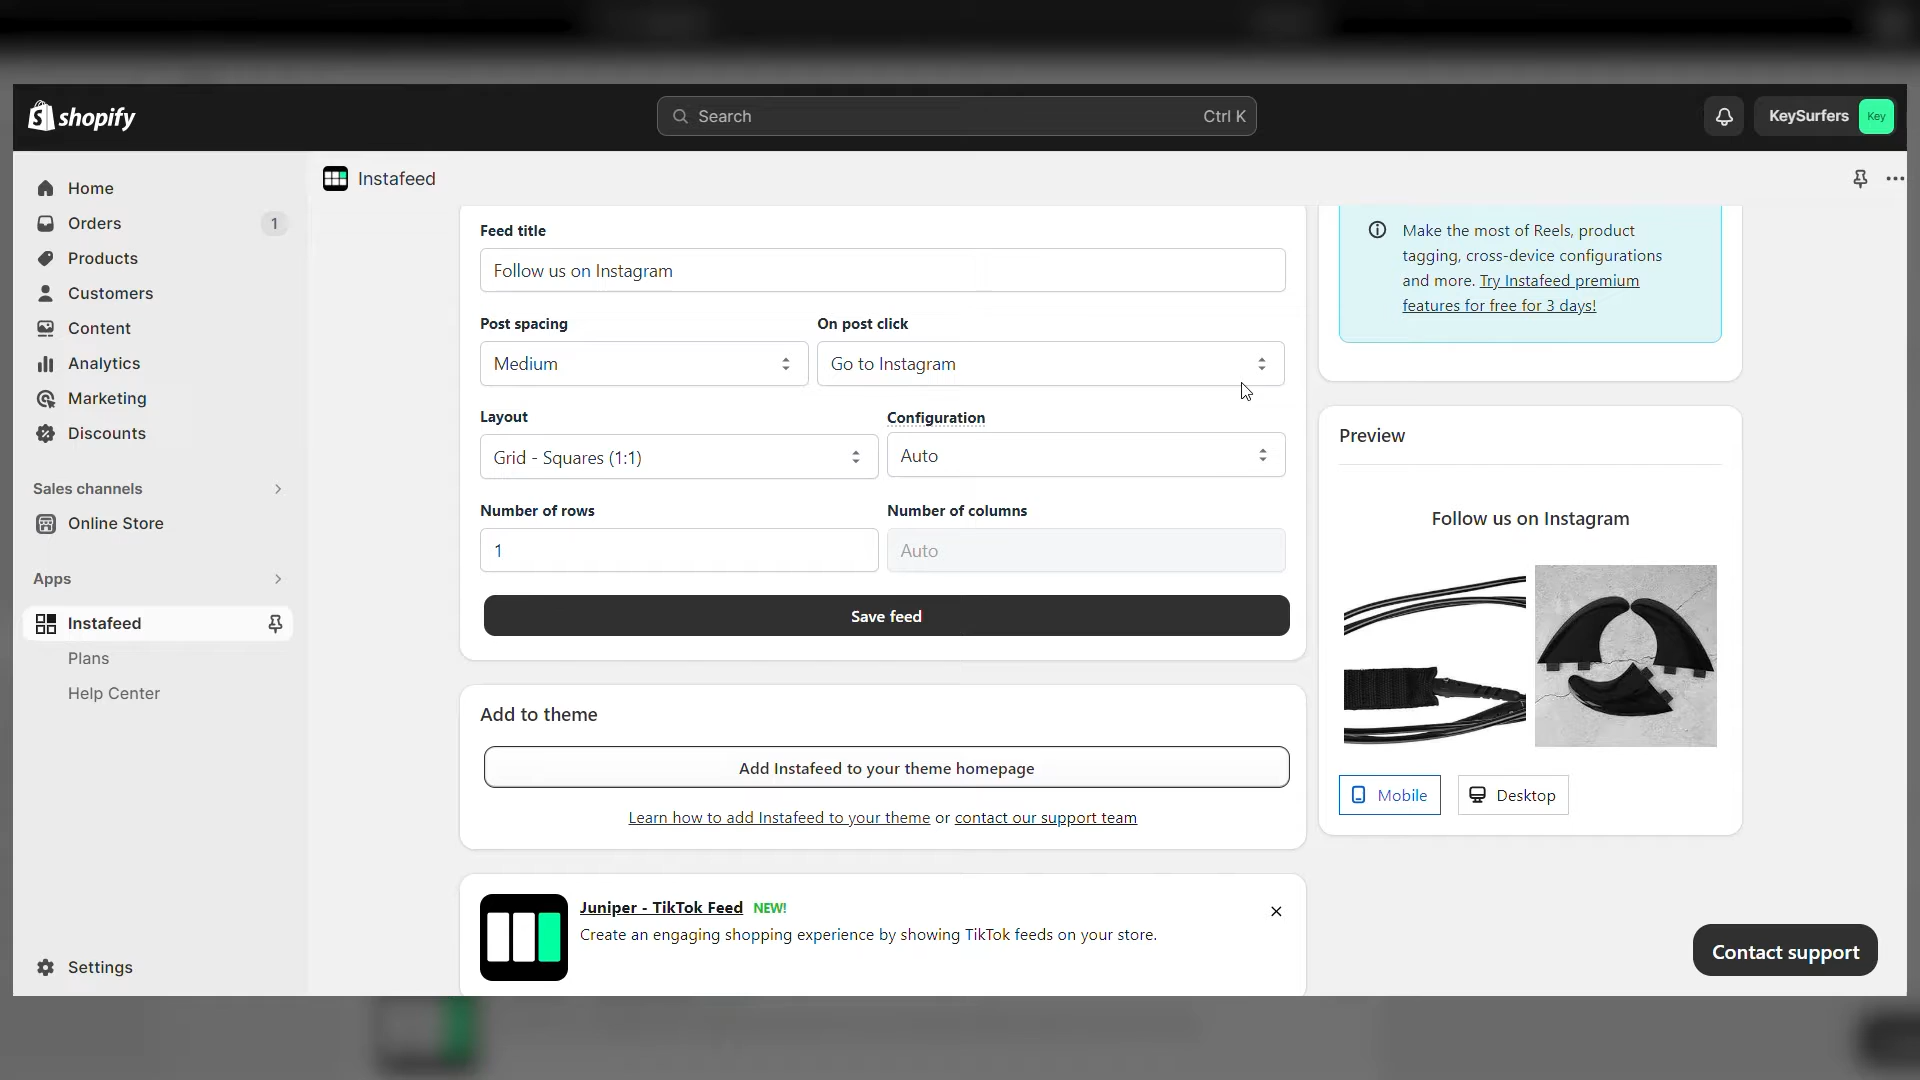 shopify
Search
Ctrl K
KeySurfers
Key
Home
Orders
1
Products
Customers
Content
Analytics
Marketing
Discounts
Sales channels
Online Store
Apps
Instafeed
Plans
Help Center
Settings
Instafeed
Feed title
Follow us on Instagram
Post spacing
On post click
Medium
Go to Instagram
Layout
Configuration
Grid - Squares (1:1)
Auto
Number of rows
Number of columns
1
Auto
Save feed
Add to theme
Add Instafeed to your theme homepage
Learn how to add Instafeed to your theme or contact our support team
Juniper - TikTok Feed NEW!
Create an engaging shopping experience by showing TikTok feeds on your store.
Make the most of Reels, product
tagging, cross-device configurations
and more. Try Instafeed premium
features for free for 3 days!
Preview
Follow us on Instagram
Mobile
Desktop
Contact support